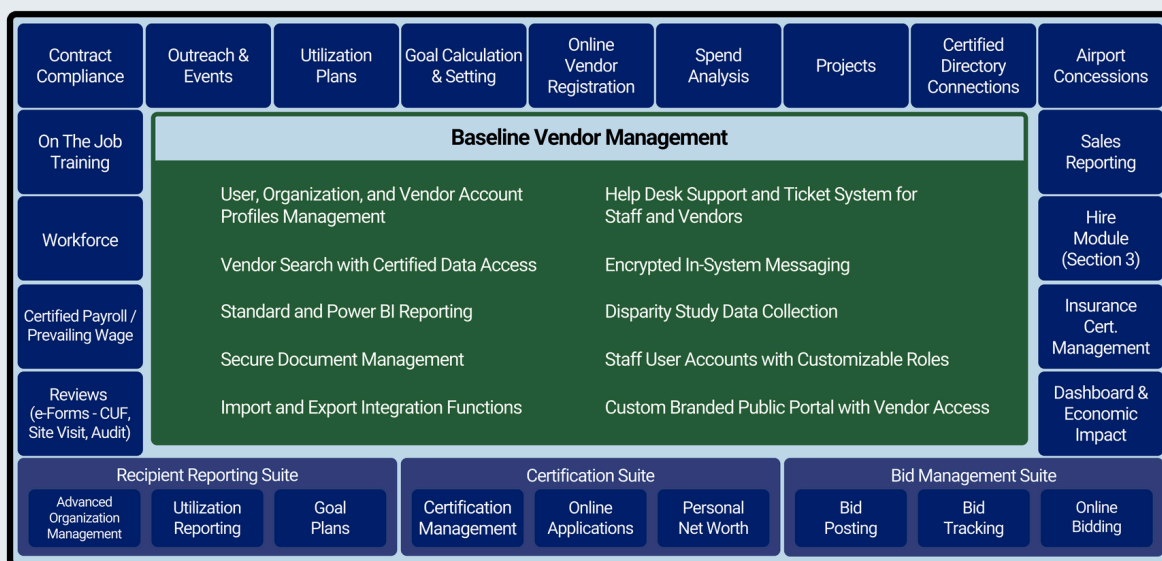 Contract
Compliance
Outreach &
Events
Utilization
Plans
Goal Calculation
& Setting
Online
Vendor
Registration
Spend
Analysis
Projects
Certified
Directory
Connections
Airport
Concessions
On The Job
Training
Workforce
Certified Payroll /
Prevailing Wage
Reviews
(e-Forms - CUF,
Site Visit, Audit)
Baseline Vendor Management
User, Organization, and Vendor Account
Profiles Management
Vendor Search with Certified Data Access
Standard and Power BI Reporting
Secure Document Management
Import and Export Integration Functions
Help Desk Support and Ticket System for
Staff and Vendors
Encrypted In-System Messaging
Disparity Study Data Collection
Staff User Accounts with Customizable Roles
Custom Branded Public Portal with Vendor Access
Sales
Reporting
Hire
Module
(Section 3)
Insurance
Cert.
Management
Dashboard &
Economic
Impact
Recipient Reporting Suite
Advanced
Organization
Management
Utilization
Reporting
Goal
Plans
Certification Suite
Certification
Management
Online
Applications
Personal
Net Worth
Bid Management Suite
Bid
Posting
Bid
Tracking
Online
Bidding